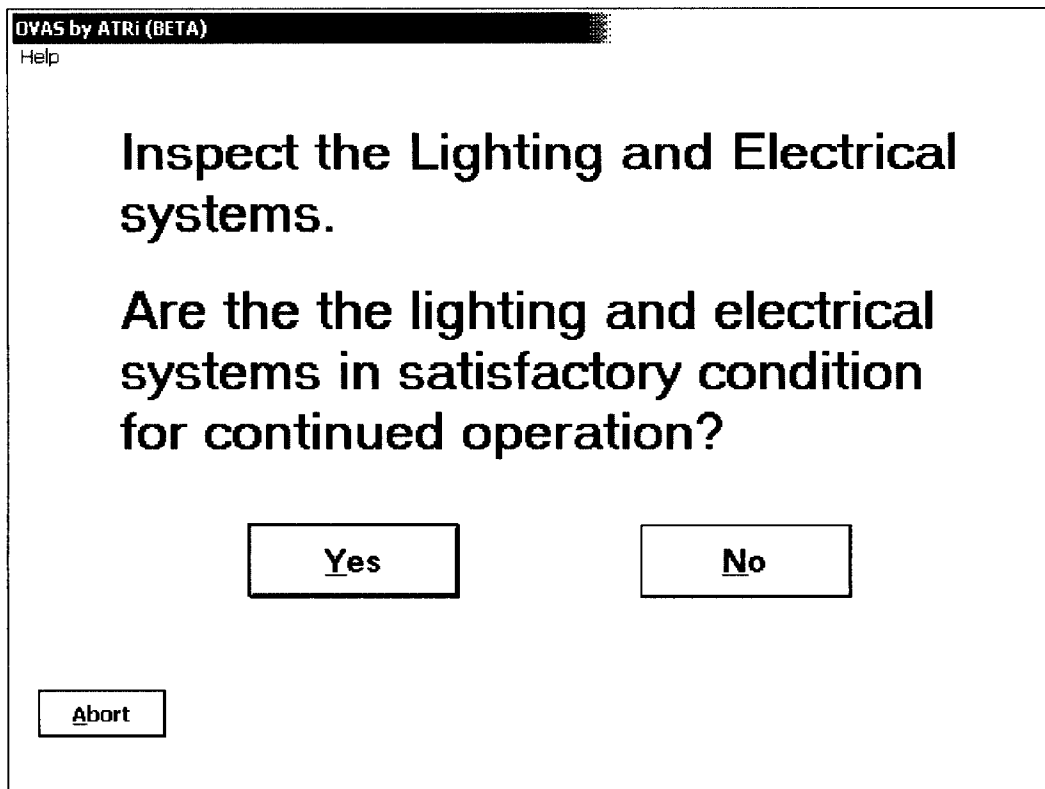 OVAS by ATRi (BETA)
Help
Inspect the Lighting and Electrical
systems.
Are the the lighting and electrical
systems in satisfactory condition
for continued operation?
Yes
No
Abort